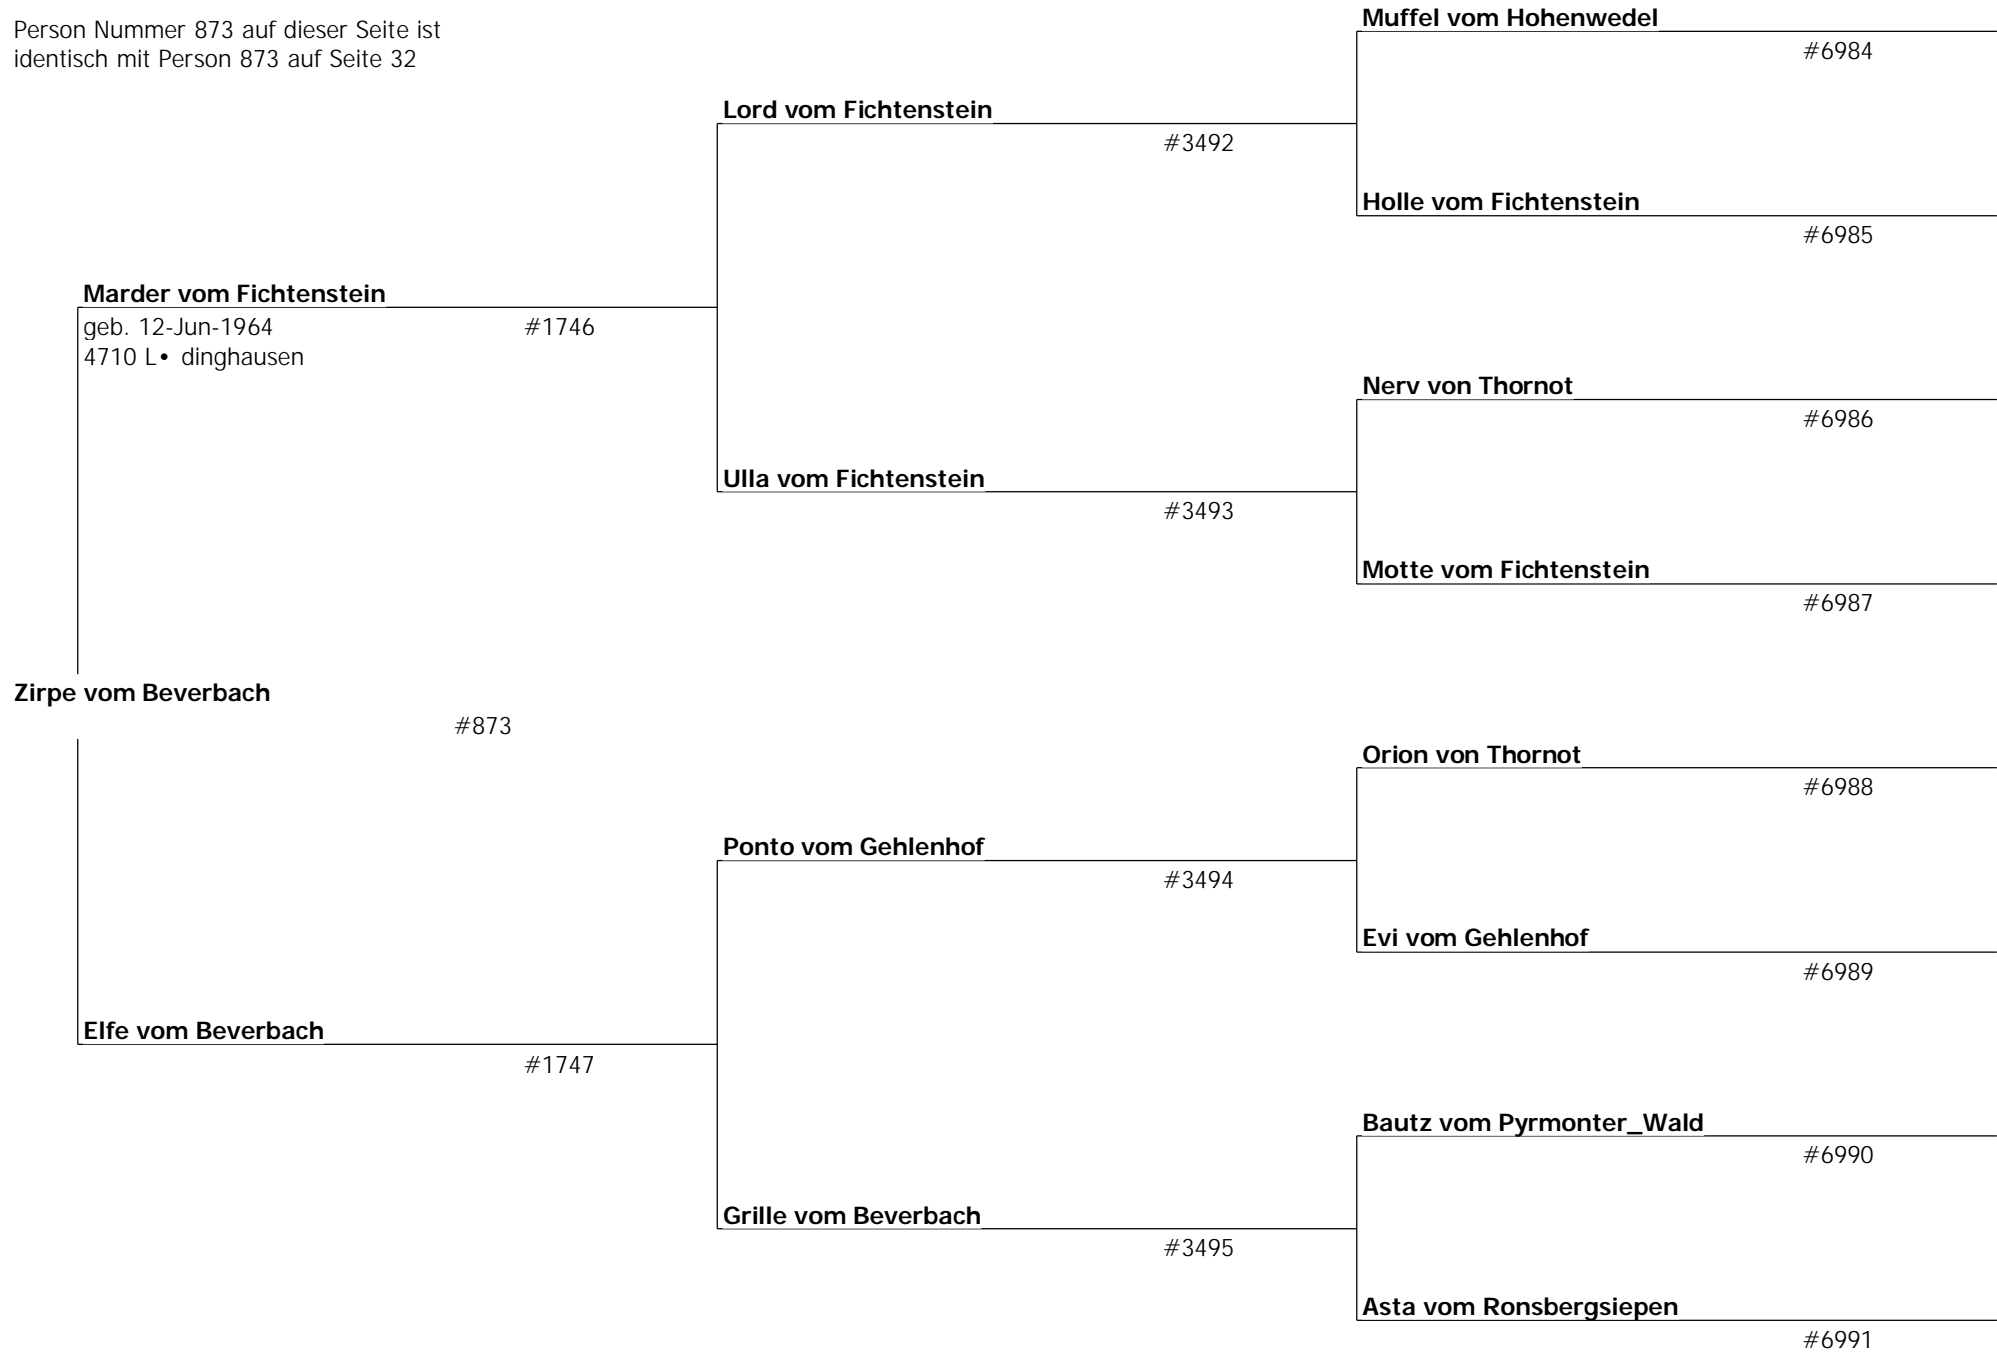 Person Nummer 873 auf dieser Seite ist
identisch mit Person 873 auf Seite 32
Muffel vom Hohenwedel
#6984
Lord vom Fichtenstein
#3492
Holle vom Fichtenstein
#6985
Marder vom Fichtenstein
geb. 12-Jun-1964 #1746
4710 L• dinghausen
Nerv von Thornot
#6986
Ulla vom Fichtenstein
#3493
Motte vom Fichtenstein
#6987
Zirpe vom Beverbach
#873
Orion von Thornot
#6988
Ponto vom Gehlenhof
#3494
Evi vom Gehlenhof
#6989
Elfe vom Beverbach
#1747
Bautz vom Pyrmonter_Wald
#6990
Grille vom Beverbach
#3495
Asta vom Ronsbergsiepen
#6991